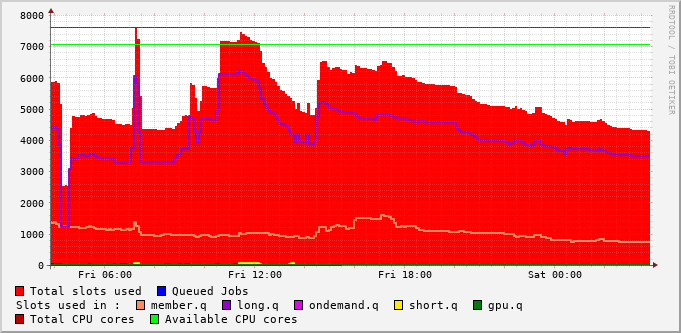 8000
7000
6000
5000
4000
3000
2000
1000
0
Fri 06:00 Fri 12:00 Fri 18:00 Sat 00:00
RRDTOOL / TOBI OETIKER
Total slots used Queued Jobs
Slots used in : member.q long.q ondemand.q short.q gpu.q
Total CPU cores Available CPU cores